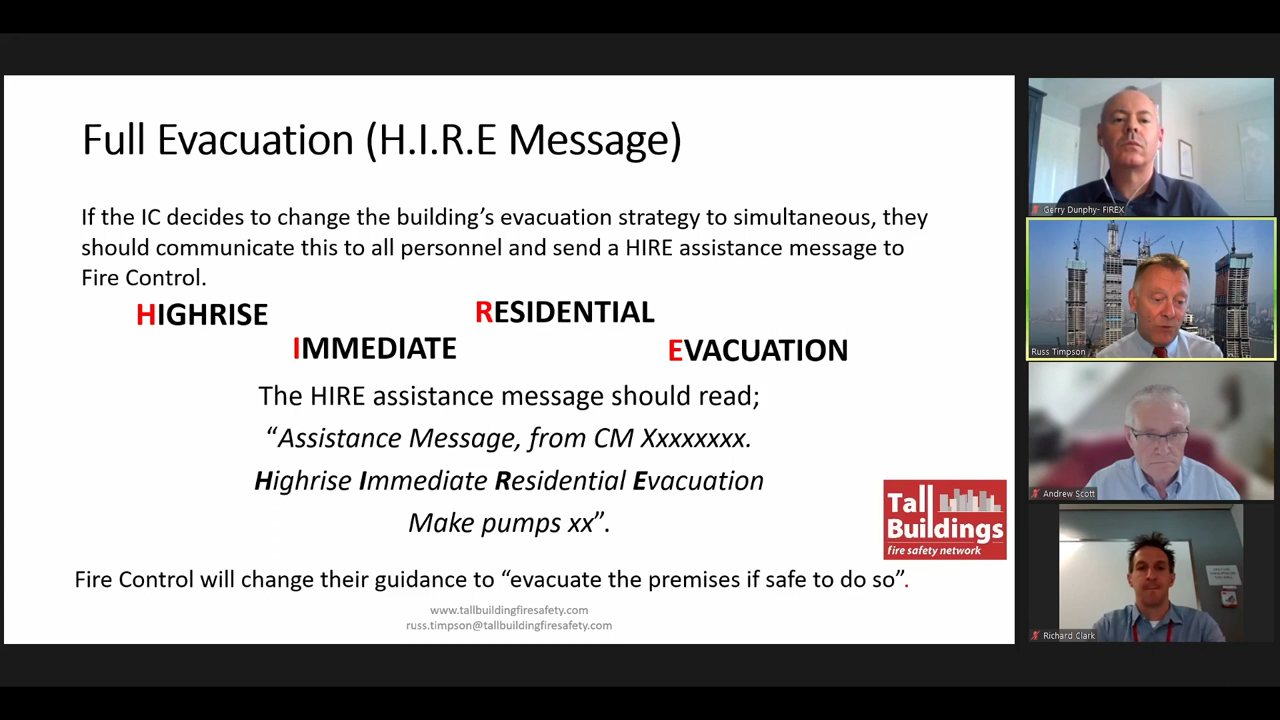 Full Evacuation (H.I.R.E Message)
If the IC decides to change the building’s evacuation strategy to simultaneous, they
should communicate this to all personnel and send a HIRE assistance message to
Fire Control.
HIGHRISE
RESIDENTIAL
IMMEDIATE
EVACUATION
The HIRE assistance message should read;
“Assistance Message, from CM Xxxxxxxx.
Highrise Immediate Residential Evacuation
Make pumps xx”.
Tall
Buildings
fire safety network
Fire Control will change their guidance to “evacuate the premises if safe to do so”.
www.tallbuildingfiresafety.com
russ.timpson@tallbuildingfiresafety.com
Gerry Dunphy- FIREX
Russ Timpson
Andrew Scott
Richard Clark